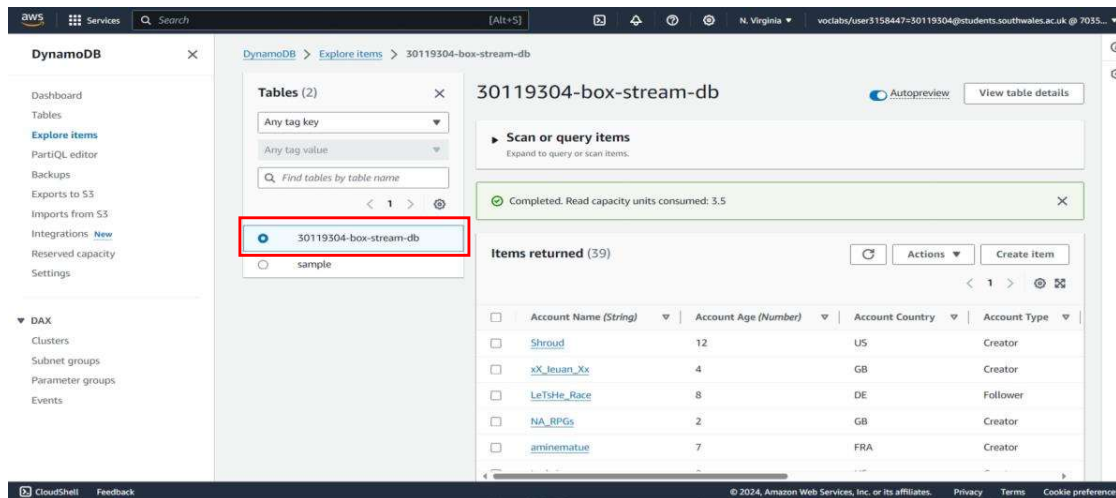 aws Services Search [Alt+S] N. Virginia voclabs/user3158447=30119304@students.southwales.ac.uk @ 7035...
DynamoDB
Dashboard
Tables
Explore items
PartiQL editor
Backups
Exports to S3
Imports from S3
Integrations New
Reserved capacity
Settings
DAX
Clusters
Subnet groups
Parameter groups
Events
DynamoDB > Explore items > 30119304-box-stream-db
Tables (2)
Any tag key
Any tag value
Find tables by table name
1
30119304-box-stream-db
sample
30119304-box-stream-db
Autopreview View table details
Scan or query items
Expand to query or scan items.
Completed. Read capacity units consumed: 3.5
Items returned (39) Actions Create item
1
Account Name (String) Account Age (Number) Account Country Account Type
Shroud 12 US Creator
xX_Ieuan_Xx 4 GB Creator
LeTsHe_Race 8 DE Follower
NA_RPGs 2 GB Creator
aminematue 7 FRA Creator
CloudShell Feedback © 2024, Amazon Web Services, Inc. or its affiliates. Privacy Terms Cookie preference